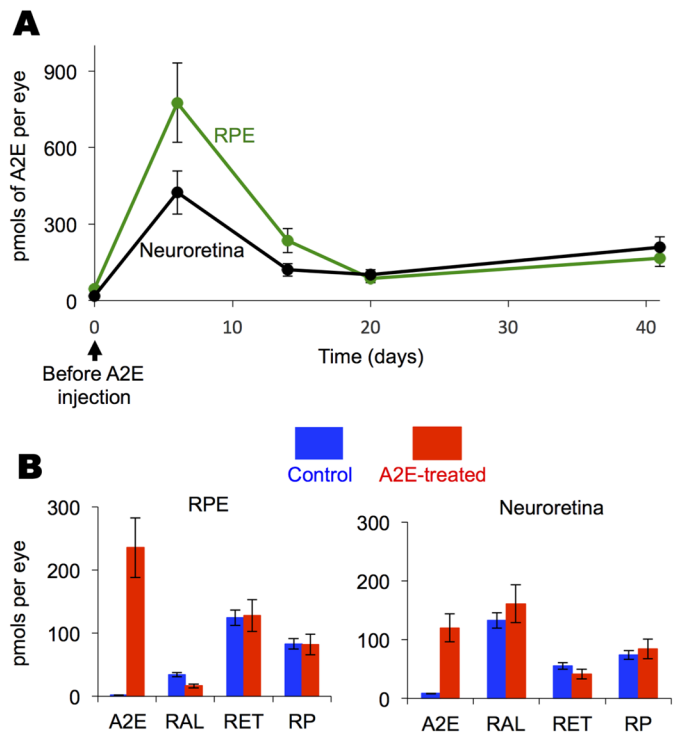 A
pmols of A2E per eye
900
600
300
0
RPE
Neuroretina
0
10
20
30
40
Time (days)
Before A2E
injection
Control
A2E-treated
B
RPE
pmols per eye
300
200
100
0
A2E
RAL
RET
RP
Neuroretina
300
200
100
0
A2E
RAL
RET
RP